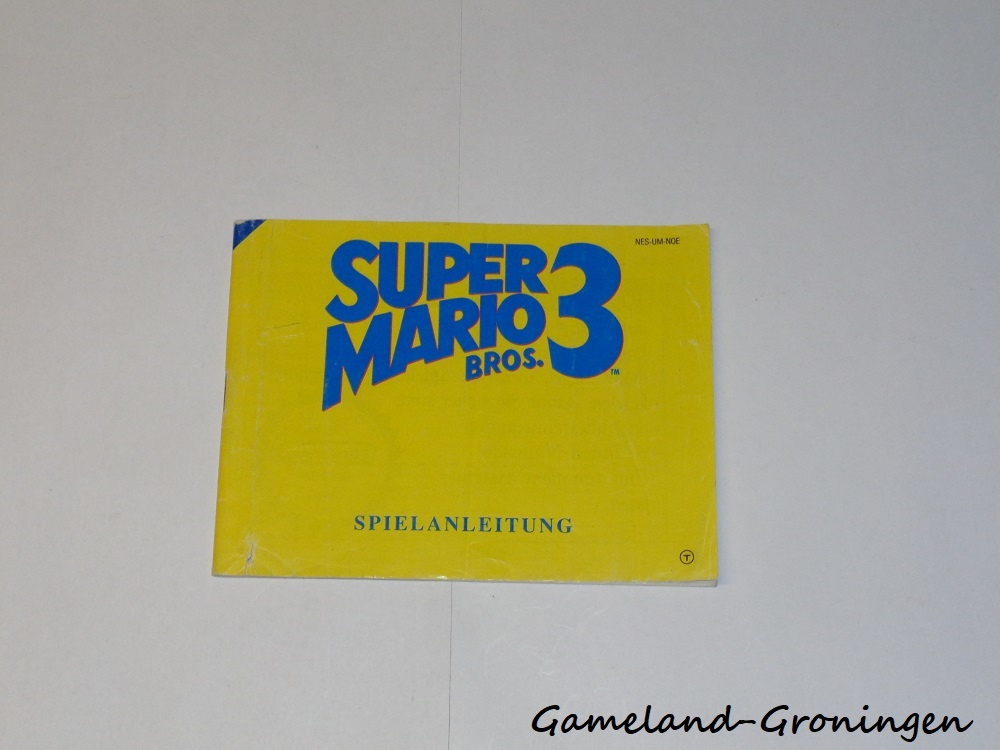 NES-UM-NOE
SUPER
MARIO
BROS. 3 TM
SPIELANLEITUNG
T
Gameland-Groningen